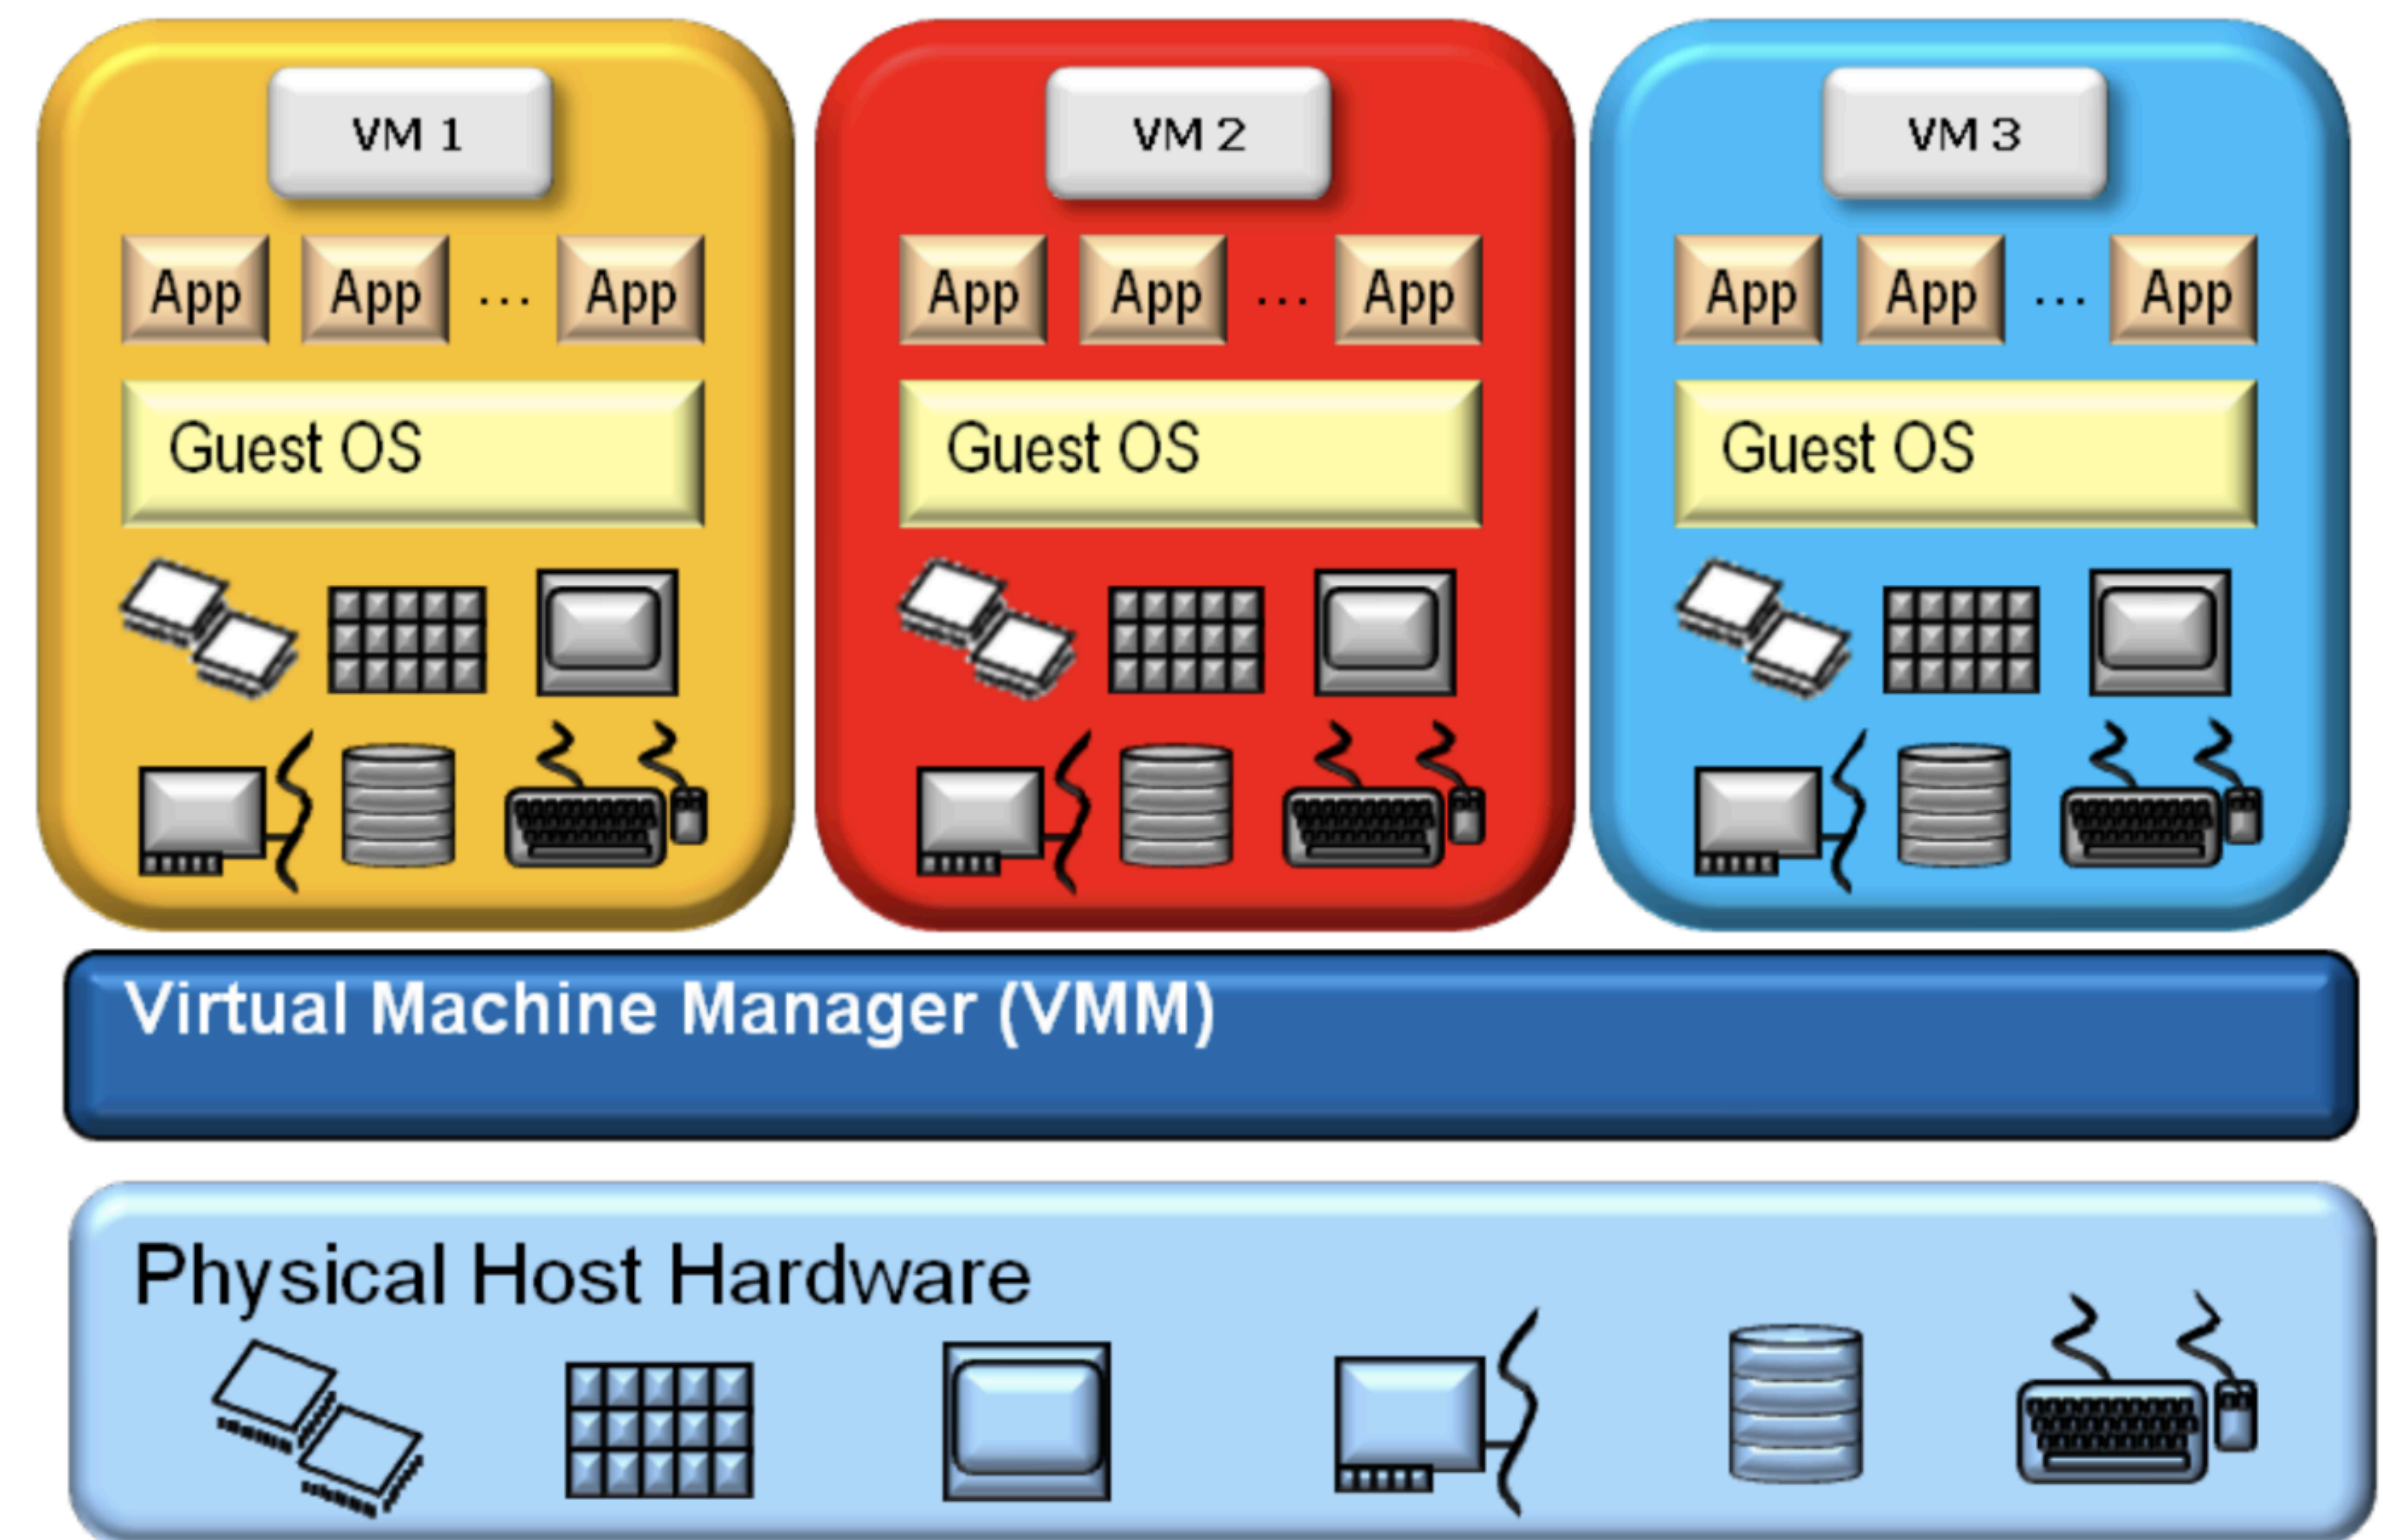 VM 1
App App ... App
Guest OS
VM 2
App App ... App
Guest OS
VM 3
App App ... App
Guest OS
Virtual Machine Manager (VMM)
Physical Host Hardware